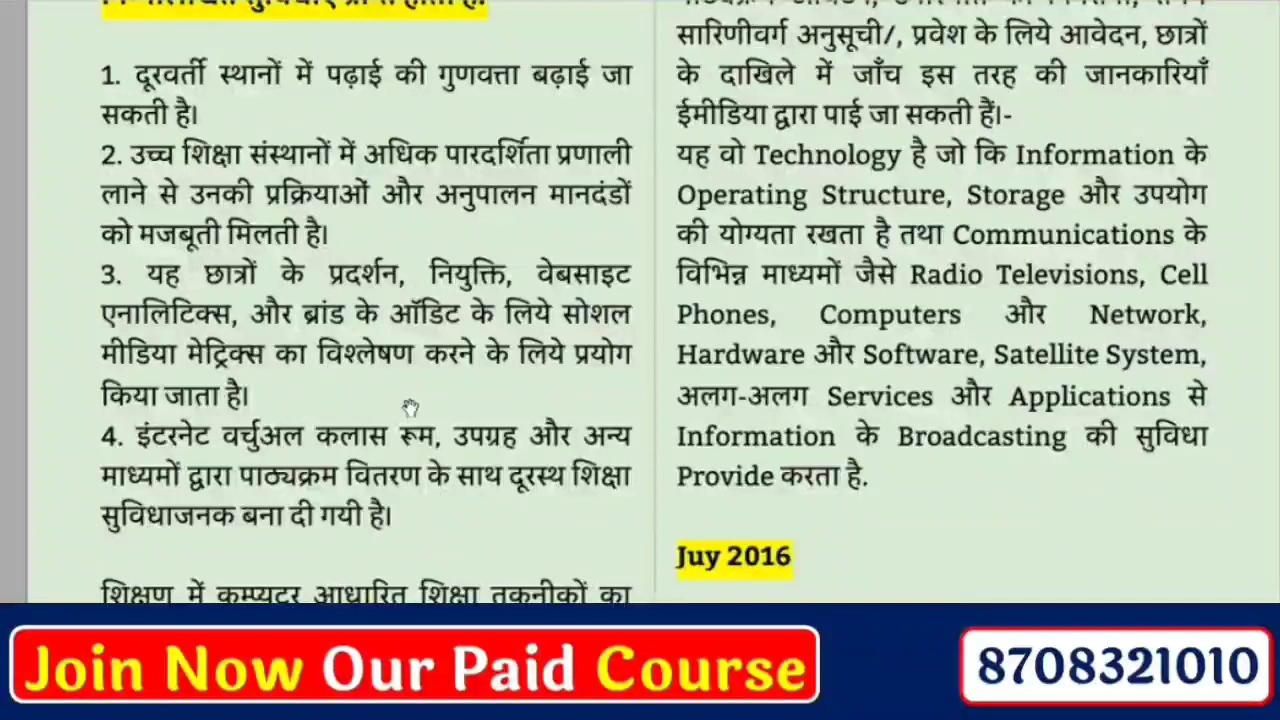 1. दूरवर्ती स्थानों में पढ़ाई की गुणवत्ता बढ़ाई जा
सकती है।
2. उच्च शिक्षा संस्थानों में अधिक पारदर्शिता प्रणाली
लाने से उनकी प्रक्रियाओं और अनुपालन मानदंडों
को मजबूती मिलती है।
3. यह छात्रों के प्रदर्शन, नियुक्ति, वेबसाइट
एनालिटिक्स, और ब्रांड के ऑडिट के लिये सोशल
मीडिया मेट्रिक्स का विश्लेषण करने के लिये प्रयोग
किया जाता है।
4. इंटरनेट वर्चुअल कलास रूम, उपग्रह और अन्य
माध्यमों द्वारा पाठ्यक्रम वितरण के साथ दूरस्थ शिक्षा
सुविधाजनक बना दी गयी है।
शिक्षण में कम्प्यूटर आधारित शिक्षा तकनीकों का
सारिणीवर्ग अनुसूची/, प्रवेश के लिये आवेदन, छात्रों
के दाखिले में जाँच इस तरह की जानकारियाँ
ईमीडिया द्वारा पाई जा सकती हैं।-
यह वो Technology है जो कि Information के
Operating Structure, Storage और उपयोग
की योग्यता रखता है तथा Communications के
विभिन्न माध्यमों जैसे Radio Televisions, Cell
Phones, Computers और Network,
Hardware और Software, Satellite System,
अलग-अलग Services और Applications से
Information के Broadcasting की सुविधा
Provide करता है.
Juy 2016
Join Now Our Paid Course
8708321010